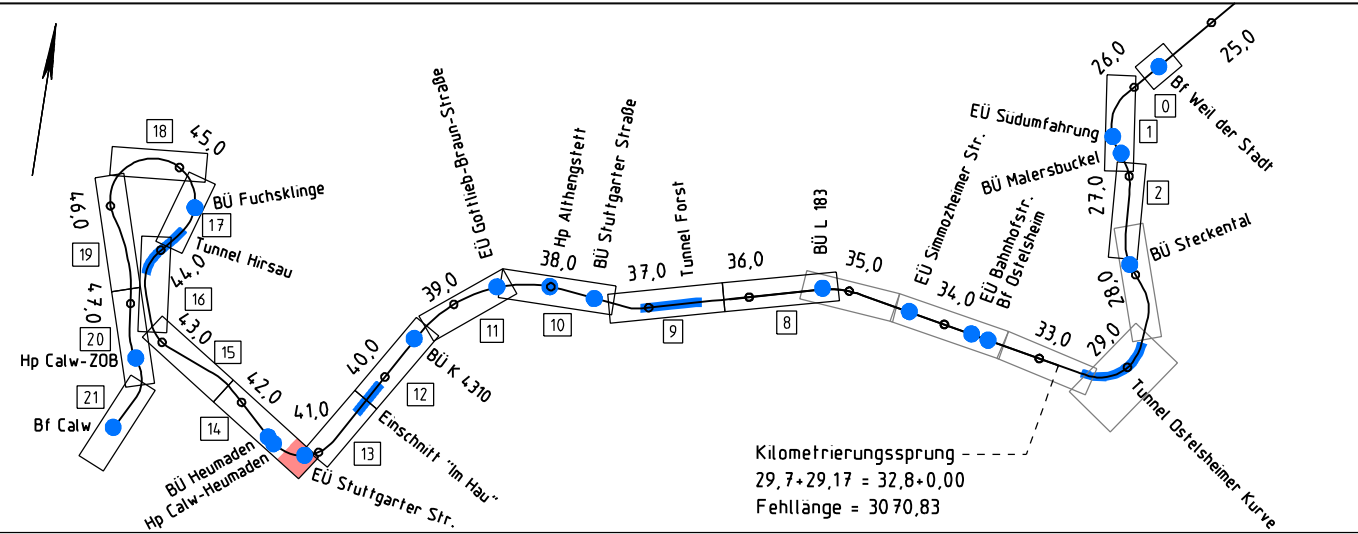 25,0
26,0
Bf Weil der Stadt
0
EÜ Südumfahrung
1
BÜ Malersbuckel
27,0
2
BÜ Steckental
28,0
29,0
Tunnel Ostelsheimer Kurve
33,0
EÜ Bahnhofstr.
Bf Ostelsheim
34,0
EÜ Simmozheimer Str.
35,0
BÜ L 183
8
36,0
Tunnel Forst
9
37,0
BÜ Stuttgarter Straße
Hp Althengstett
38,0
10
EÜ Gottlieb-Braun-Straße
11
39,0
BÜ K 4310
12
40,0
Einschnitt "Im Hau"
13
41,0
EÜ Stuttgarter Str.
BÜ Heumaden
Hp Calw-Heumaden
42,0
14
15
43,0
16
44,0
Tunnel Hirsau
17
BÜ Fuchsklinge
45,0
18
46,0
19
47,0
20
Hp Calw-ZOB
21
Bf Calw
Kilometrierungssprung
29,7+29,17 = 32,8+0,00
Fehllänge = 3070,83